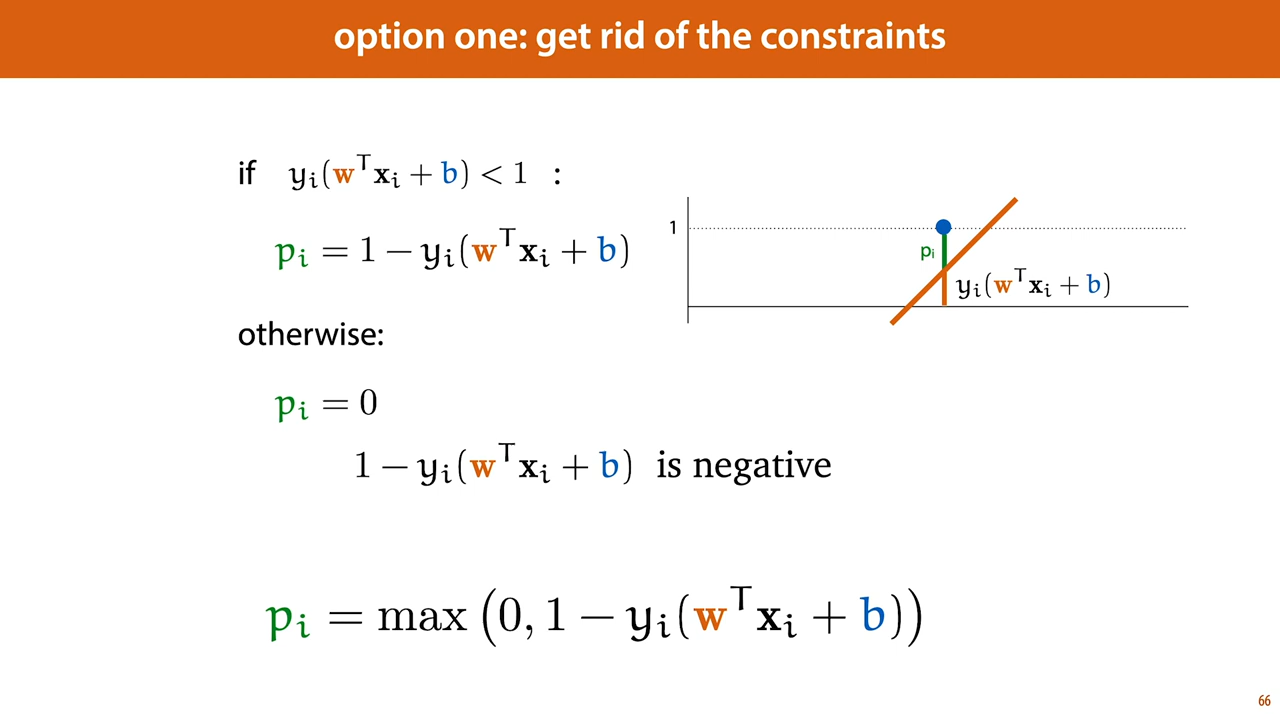 option one: get rid of the constraints
if yᵢ(wᵀxᵢ + b) < 1 :
pᵢ = 1 − yᵢ(wᵀxᵢ + b)
1
pᵢ
yᵢ(wᵀxᵢ + b)
otherwise:
pᵢ = 0
1 − yᵢ(wᵀxᵢ + b) is negative
pᵢ = max (0, 1 − yᵢ(wᵀxᵢ + b))
66